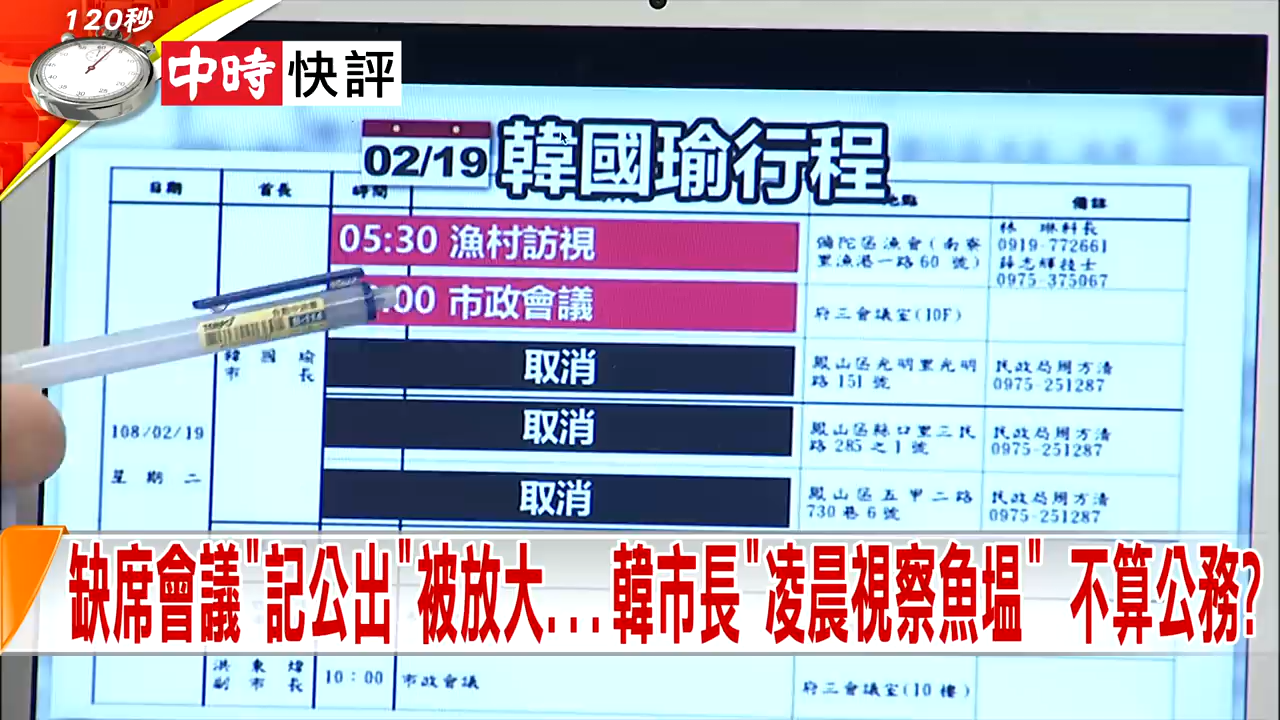 120秒
中時 快評
02/19 韓國瑜行程
日期 首長 時間 備註
05:30 漁村訪視
彌陀區漁會(南寮里漁港一路60號)
林 琳科長
0919-772661
薛志輝技士
0975-375067
:00 市政會議
府三會議室(10F)
韓國瑜
市長
108/02/19
星期二
取消
鳳山區光明里光明路151號
民政局周方清
0975-251287
取消
鳳山區縣口里三民路285之1號
民政局周方清
0975-251287
取消
鳳山區五甲二路730巷6號
民政局周方清
0975-251287
缺席會議"記公出"被放大...韓市長"凌晨視察魚塭" 不算公務?
洪東煒
副市長
10:00 市政會議 府三會議室(10樓)